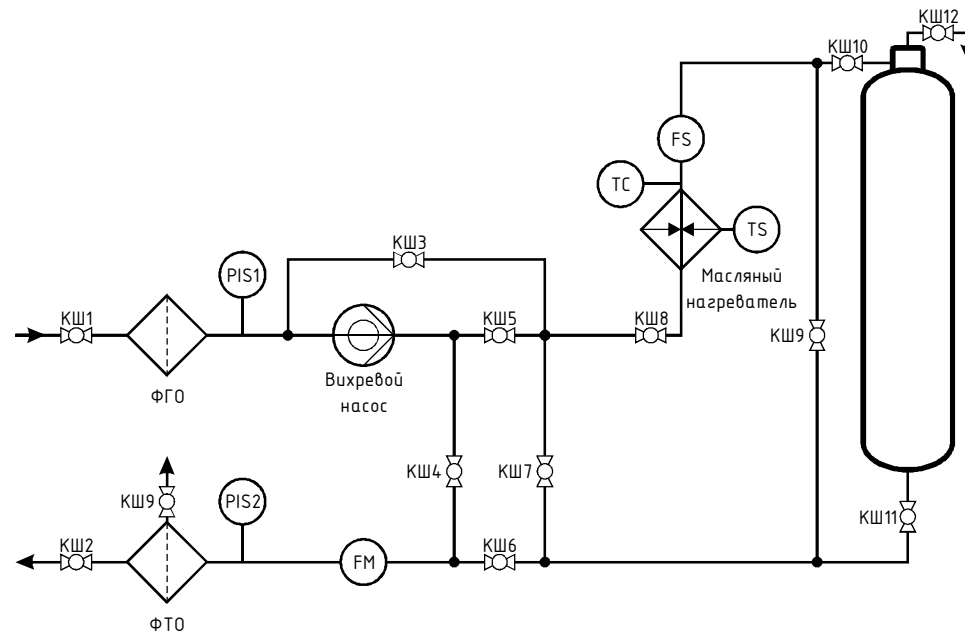 КШ12
КШ10
FS
TC
TS
КШ3
PIS1
Масляный
нагреватель
КШ1
КШ5
КШ8
КШ9
Вихревой
насос
ФГО
КШ4
КШ7
КШ9
PIS2
КШ11
КШ2
FM
КШ6
ФТО